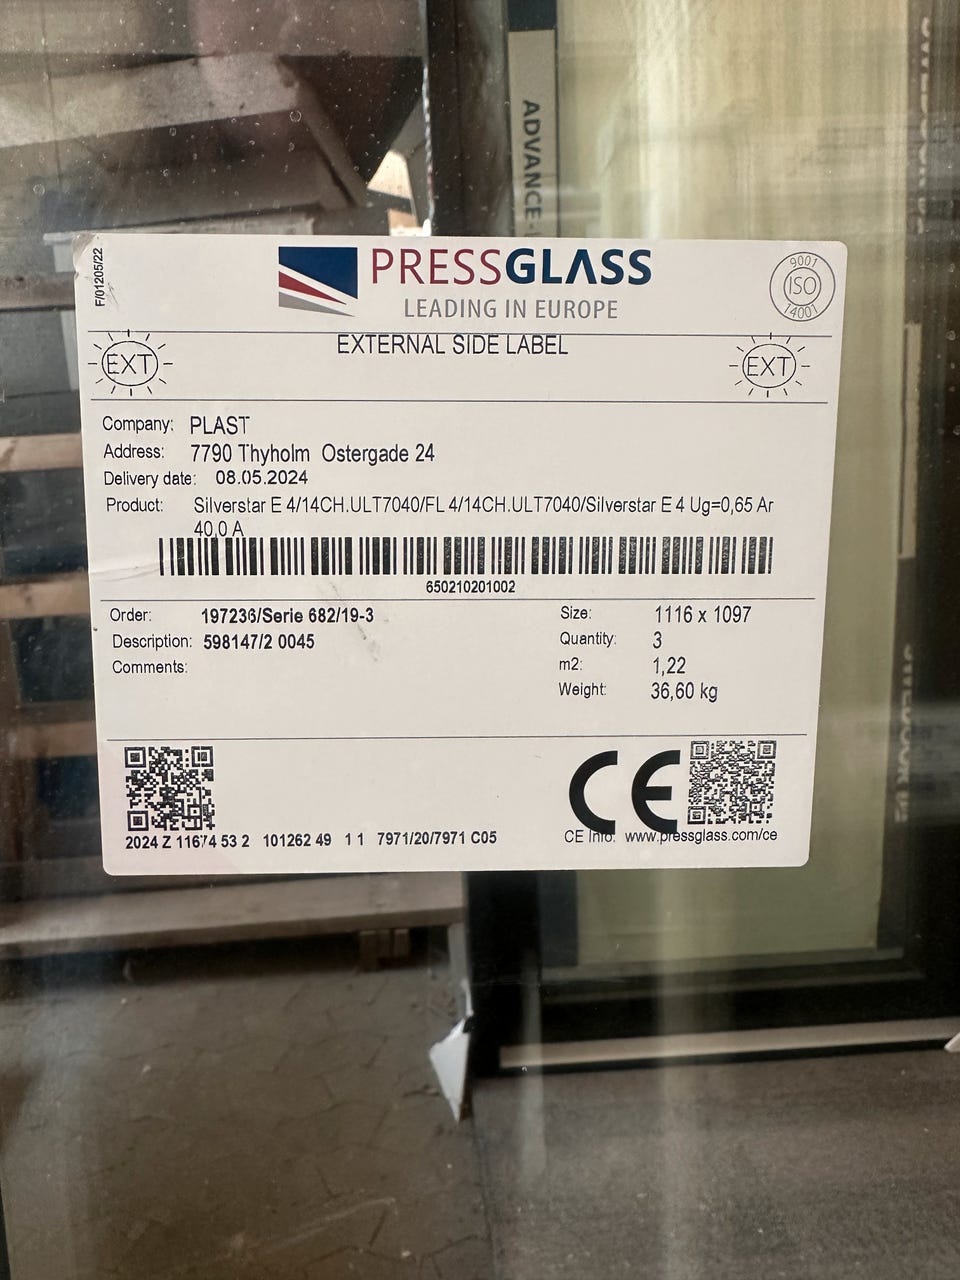 ADVANCE-
F/01205/22
PRESSGLASS
LEADING IN EUROPE
9001
ISO
14001
EXT
EXTERNAL SIDE LABEL
EXT
Company: PLAST
Address: 7790 Thyholm Ostergade 24
Delivery date: 08.05.2024
Product: Silverstar E 4/14CH.ULT7040/FL 4/14CH.ULT7040/Silverstar E 4 Ug=0,65 Ar
40,0 A
650210201002
Order: 197236/Serie 682/19-3 Size: 1116 x 1097
Description: 598147/2 0045 Quantity: 3
Comments: m2: 1,22
Weight: 36,60 kg
CE
2024 Z 11674 53 2 101262 49 1 1 7971/20/7971 C05 CE Info: www.pressglass.com/ce